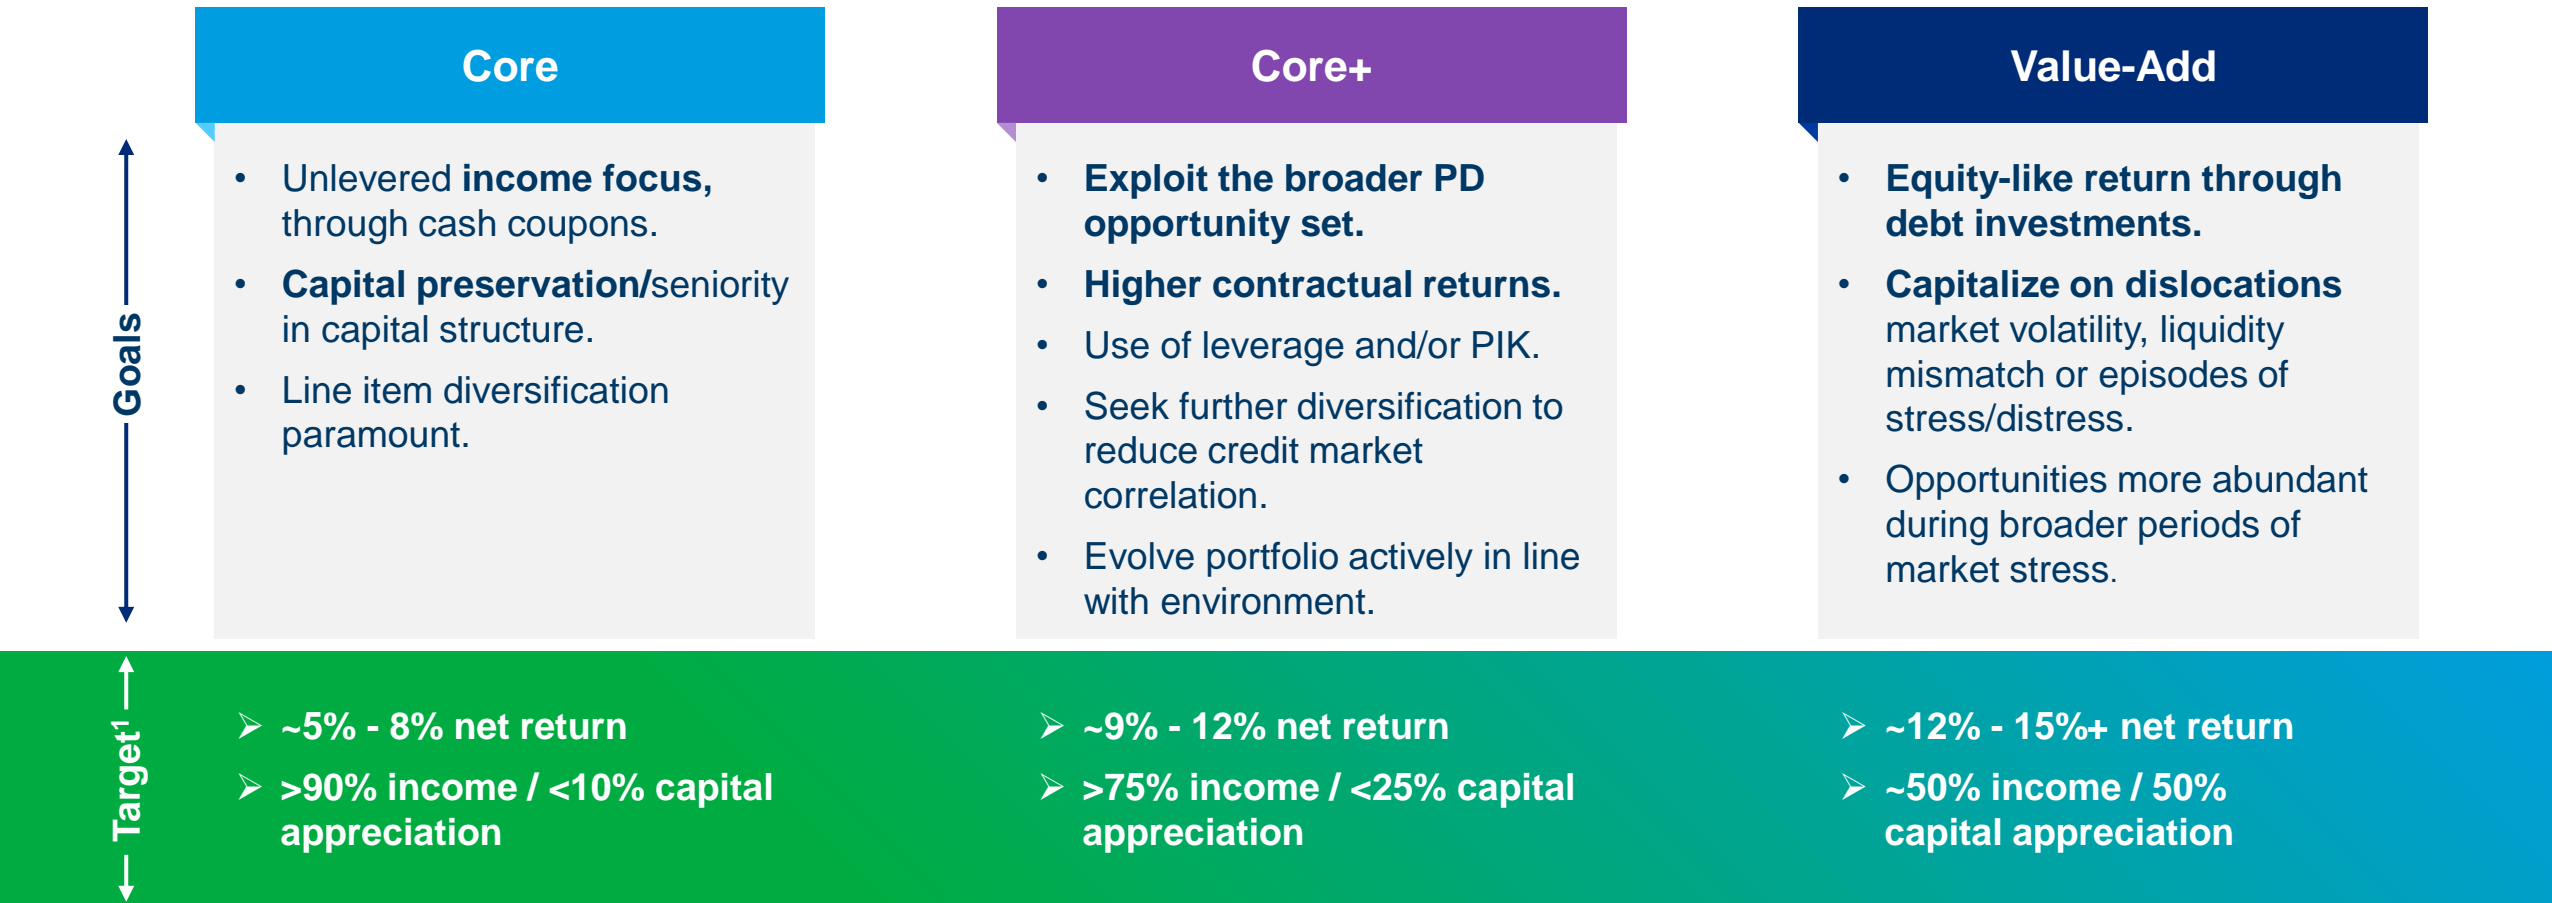 Core
Core+
Value-Add
Goals
• Unlevered income focus,
through cash coupons.
• Capital preservation/seniority
in capital structure.
• Line item diversification
paramount.
• Exploit the broader PD
opportunity set.
• Higher contractual returns.
• Use of leverage and/or PIK.
• Seek further diversification to
reduce credit market
correlation.
• Evolve portfolio actively in line
with environment.
• Equity-like return through
debt investments.
• Capitalize on dislocations
market volatility, liquidity
mismatch or episodes of
stress/distress.
• Opportunities more abundant
during broader periods of
market stress.
Target¹
➢ ~5% - 8% net return
➢ >90% income / <10% capital
appreciation
➢ ~9% - 12% net return
➢ >75% income / <25% capital
appreciation
➢ ~12% - 15%+ net return
➢ ~50% income / 50%
capital appreciation